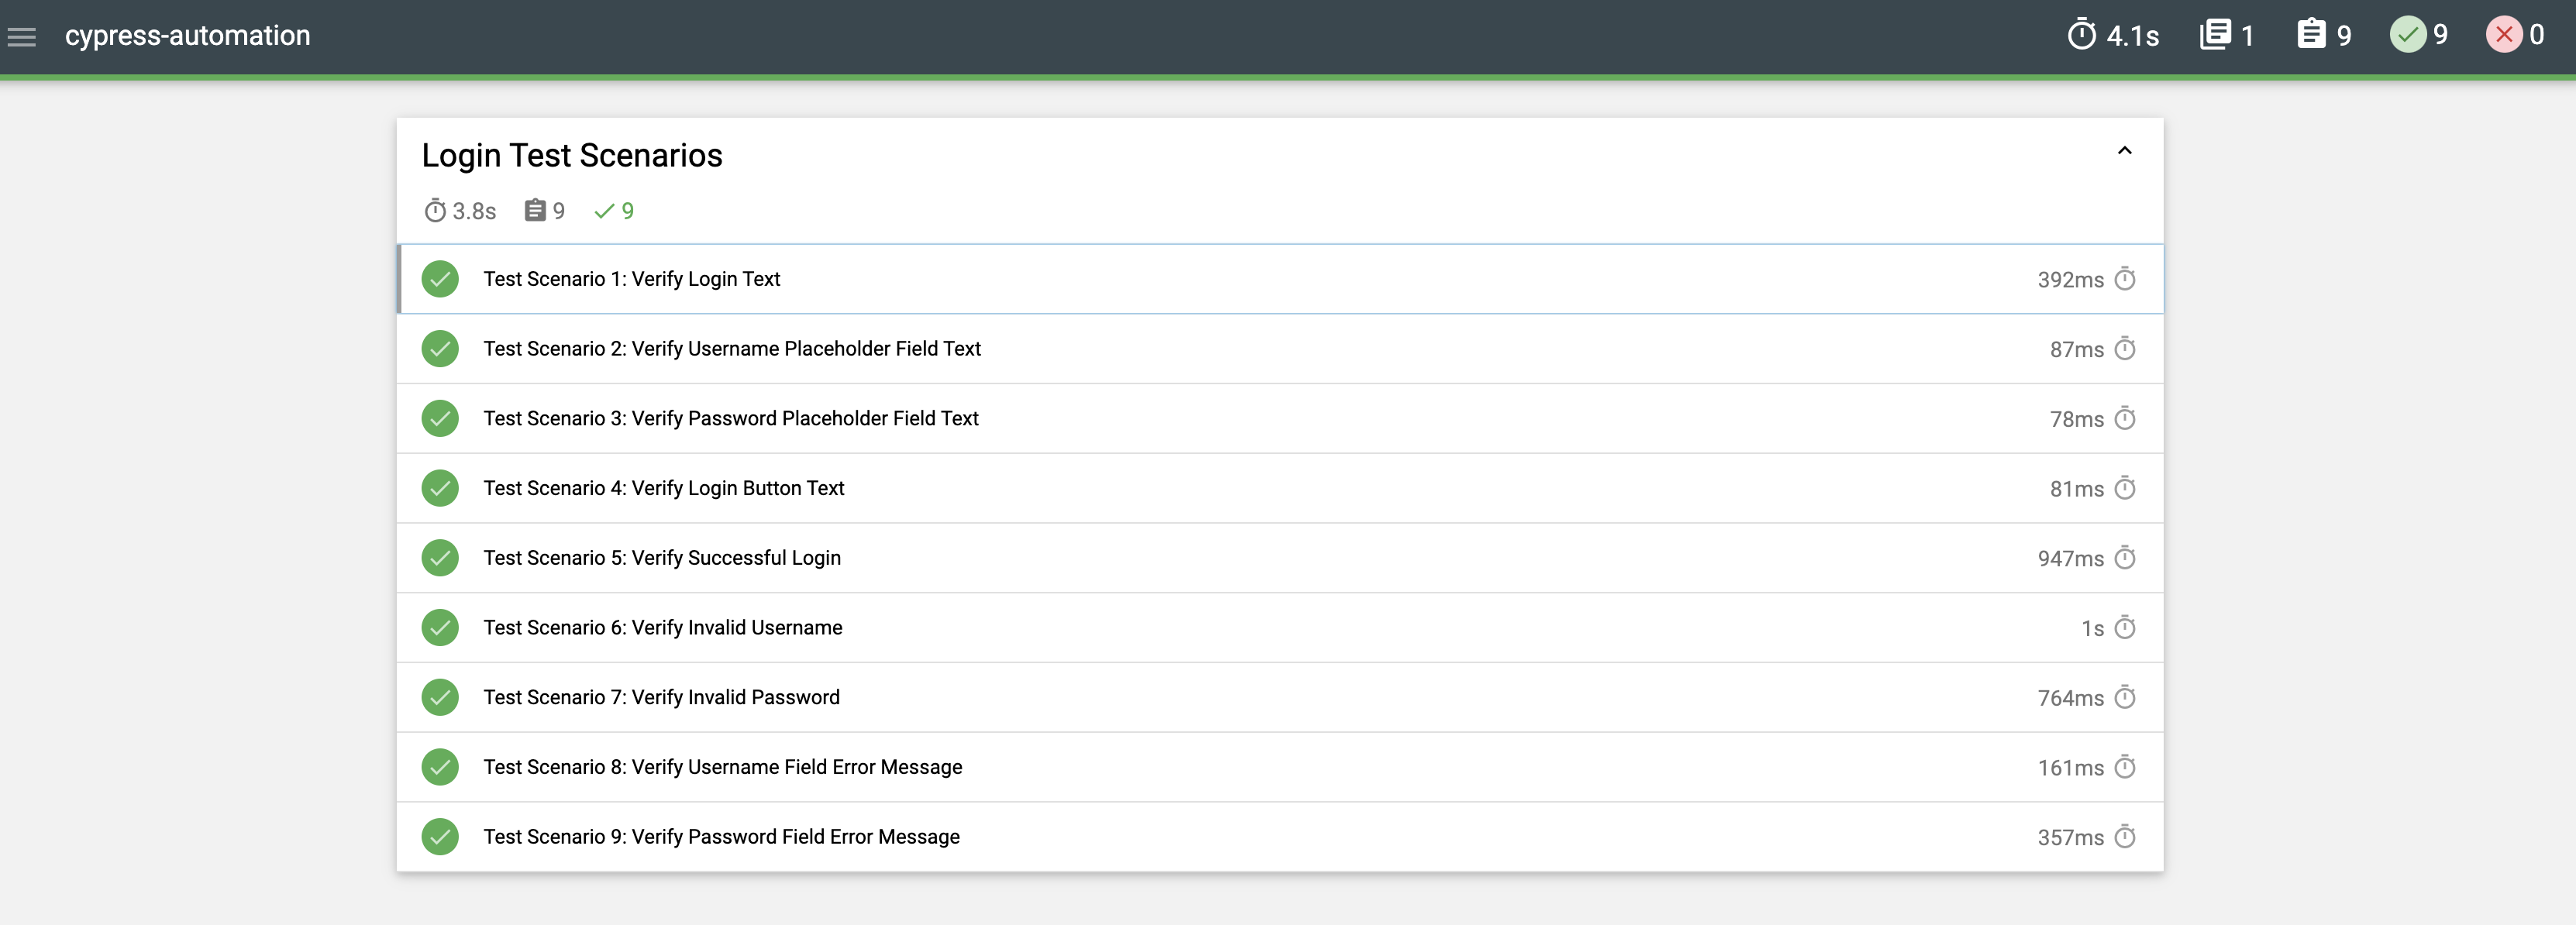 cypress-automation 4.1s 1 9 9 0
Login Test Scenarios
3.8s 9 9
Test Scenario 1: Verify Login Text 392ms
Test Scenario 2: Verify Username Placeholder Field Text 87ms
Test Scenario 3: Verify Password Placeholder Field Text 78ms
Test Scenario 4: Verify Login Button Text 81ms
Test Scenario 5: Verify Successful Login 947ms
Test Scenario 6: Verify Invalid Username 1s
Test Scenario 7: Verify Invalid Password 764ms
Test Scenario 8: Verify Username Field Error Message 161ms
Test Scenario 9: Verify Password Field Error Message 357ms